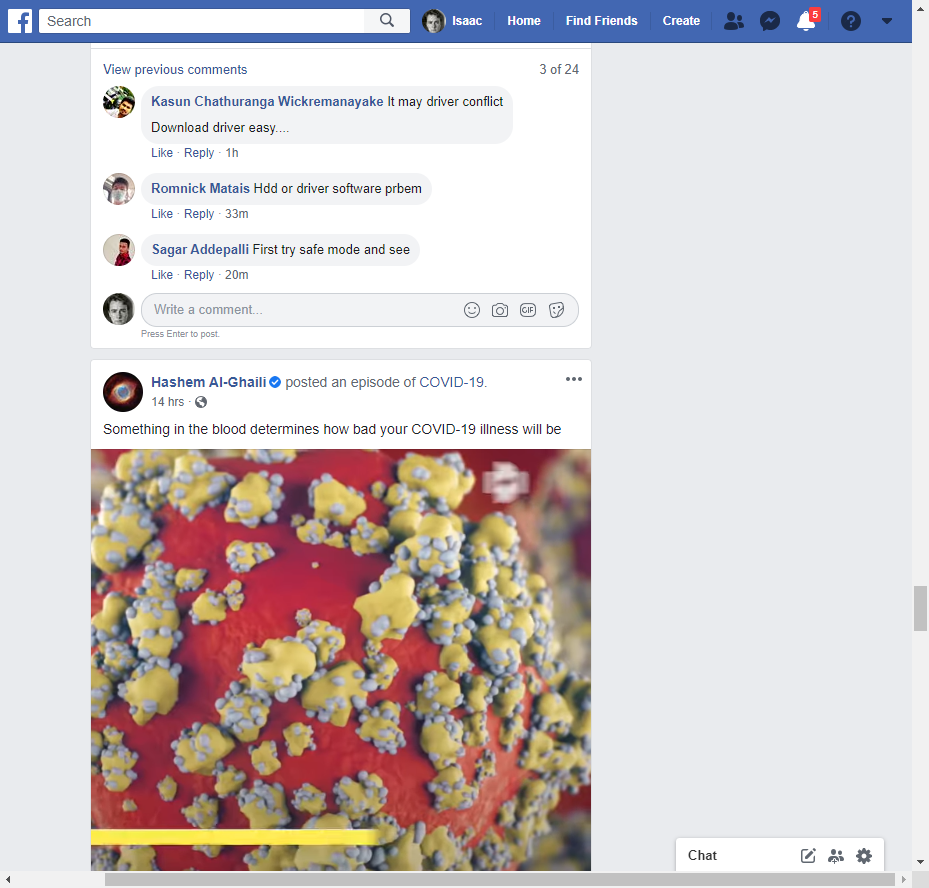 Search
Isaac
Home
Find Friends
Create
5
View previous comments
3 of 24
Kasun Chathuranga Wickremanayake It may driver conflict
Download driver easy....
Like · Reply · 1h
Romnick Matais Hdd or driver software prbem
Like · Reply · 33m
Sagar Addepalli First try safe mode and see
Like · Reply · 20m
Write a comment...
GIF
Press Enter to post.
Hashem Al-Ghaili posted an episode of COVID-19.
14 hrs ·
Something in the blood determines how bad your COVID-19 illness will be
Chat